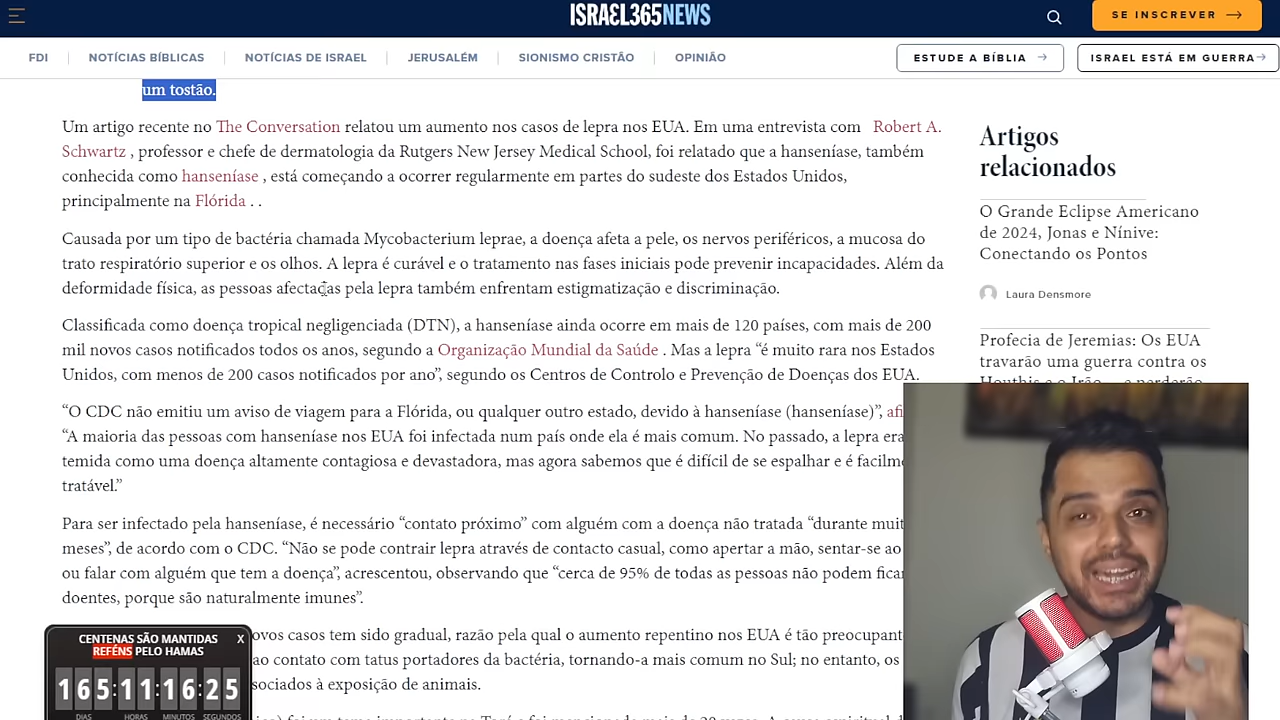 ISRAEL365NEWS
SE INSCREVER
FDI
NOTÍCIAS BÍBLICAS
NOTÍCIAS DE ISRAEL
JERUSALÉM
SIONISMO CRISTÃO
OPINIÃO
ESTUDE A BÍBLIA
ISRAEL ESTÁ EM GUERRA
um tostão.
Um artigo recente no The Conversation relatou um aumento nos casos de lepra nos EUA. Em uma entrevista com Robert A.
Schwartz , professor e chefe de dermatologia da Rutgers New Jersey Medical School, foi relatado que a hanseníase, também
conhecida como hanseníase , está começando a ocorrer regularmente em partes do sudeste dos Estados Unidos,
principalmente na Flórida . .
Causada por um tipo de bactéria chamada Mycobacterium leprae, a doença afeta a pele, os nervos periféricos, a mucosa do
trato respiratório superior e os olhos. A lepra é curável e o tratamento nas fases iniciais pode prevenir incapacidades. Além da
deformidade física, as pessoas afectadas pela lepra também enfrentam estigmatização e discriminação.
Classificada como doença tropical negligenciada (DTN), a hanseníase ainda ocorre em mais de 120 países, com mais de 200
mil novos casos notificados todos os anos, segundo a Organização Mundial da Saúde . Mas a lepra “é muito rara nos Estados
Unidos, com menos de 200 casos notificados por ano”, segundo os Centros de Controlo e Prevenção de Doenças dos EUA.
“O CDC não emitiu um aviso de viagem para a Flórida, ou qualquer outro estado, devido à hanseníase (hanseníase)”, afi
“A maioria das pessoas com hanseníase nos EUA foi infectada num país onde ela é mais comum. No passado, a lepra era
temida como uma doença altamente contagiosa e devastadora, mas agora sabemos que é difícil de se espalhar e é facilme
tratável.”
Para ser infectado pela hanseníase, é necessário “contato próximo” com alguém com a doença não tratada “durante muit
meses”, de acordo com o CDC. “Não se pode contrair lepra através de contacto casual, como apertar a mão, sentar-se ao
ou falar com alguém que tem a doença”, acrescentou, observando que “cerca de 95% de todas as pessoas não podem ficar
doentes, porque são naturalmente imunes”.
ovos casos tem sido gradual, razão pela qual o aumento repentino nos EUA é tão preocupant
ao contato com tatus portadores da bactéria, tornando-a mais comum no Sul; no entanto, os
sociados à exposição de animais.
Artigos
relacionados
O Grande Eclipse Americano
de 2024, Jonas e Nínive:
Conectando os Pontos
Laura Densmore
Profecia de Jeremias: Os EUA
travarão uma guerra contra os
Houthis e o Irão
CENTENAS SÃO MANTIDAS X
REFÉNS PELO HAMAS
165:11:16:25
DIAS HORAS MINUTOS SEGUNDOS